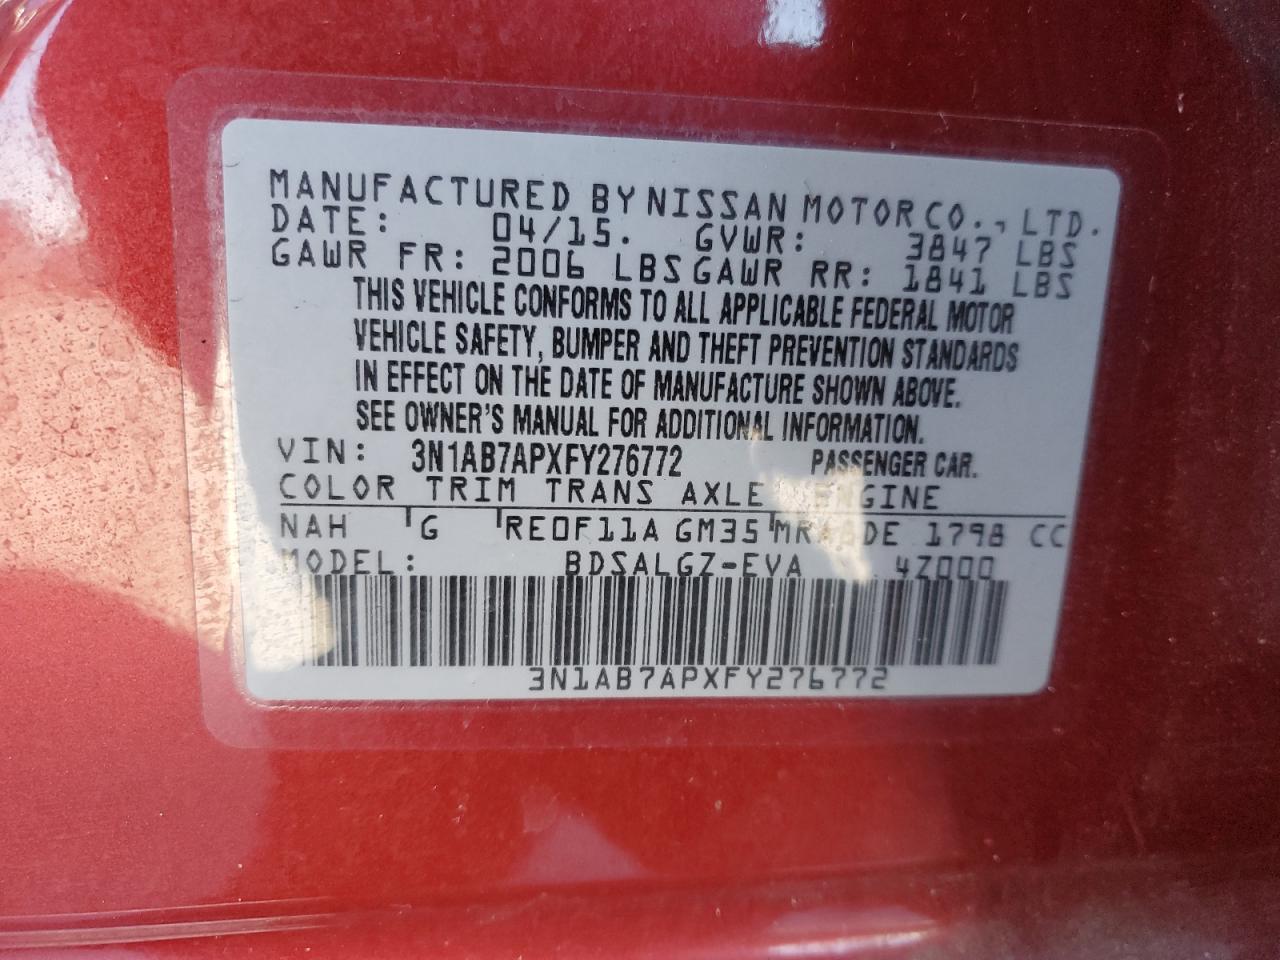 MANUFACTURED BY NISSAN MOTOR CO., LTD.
DATE: 04/15. GVWR: 3847 LBS
GAWR FR: 2006 LBS GAWR RR: 1841 LBS
THIS VEHICLE CONFORMS TO ALL APPLICABLE FEDERAL MOTOR
VEHICLE SAFETY, BUMPER AND THEFT PREVENTION STANDARDS
IN EFFECT ON THE DATE OF MANUFACTURE SHOWN ABOVE.
SEE OWNER'S MANUAL FOR ADDITIONAL INFORMATION.
VIN: 3N1AB7APXFY276772 PASSENGER CAR.
COLOR TRIM TRANS AXLE ENGINE
NAH G RE0F11A GM35 1798 CC
MODEL: BDSALGZ-EVA 4Z000
3N1AB7APXFY276772